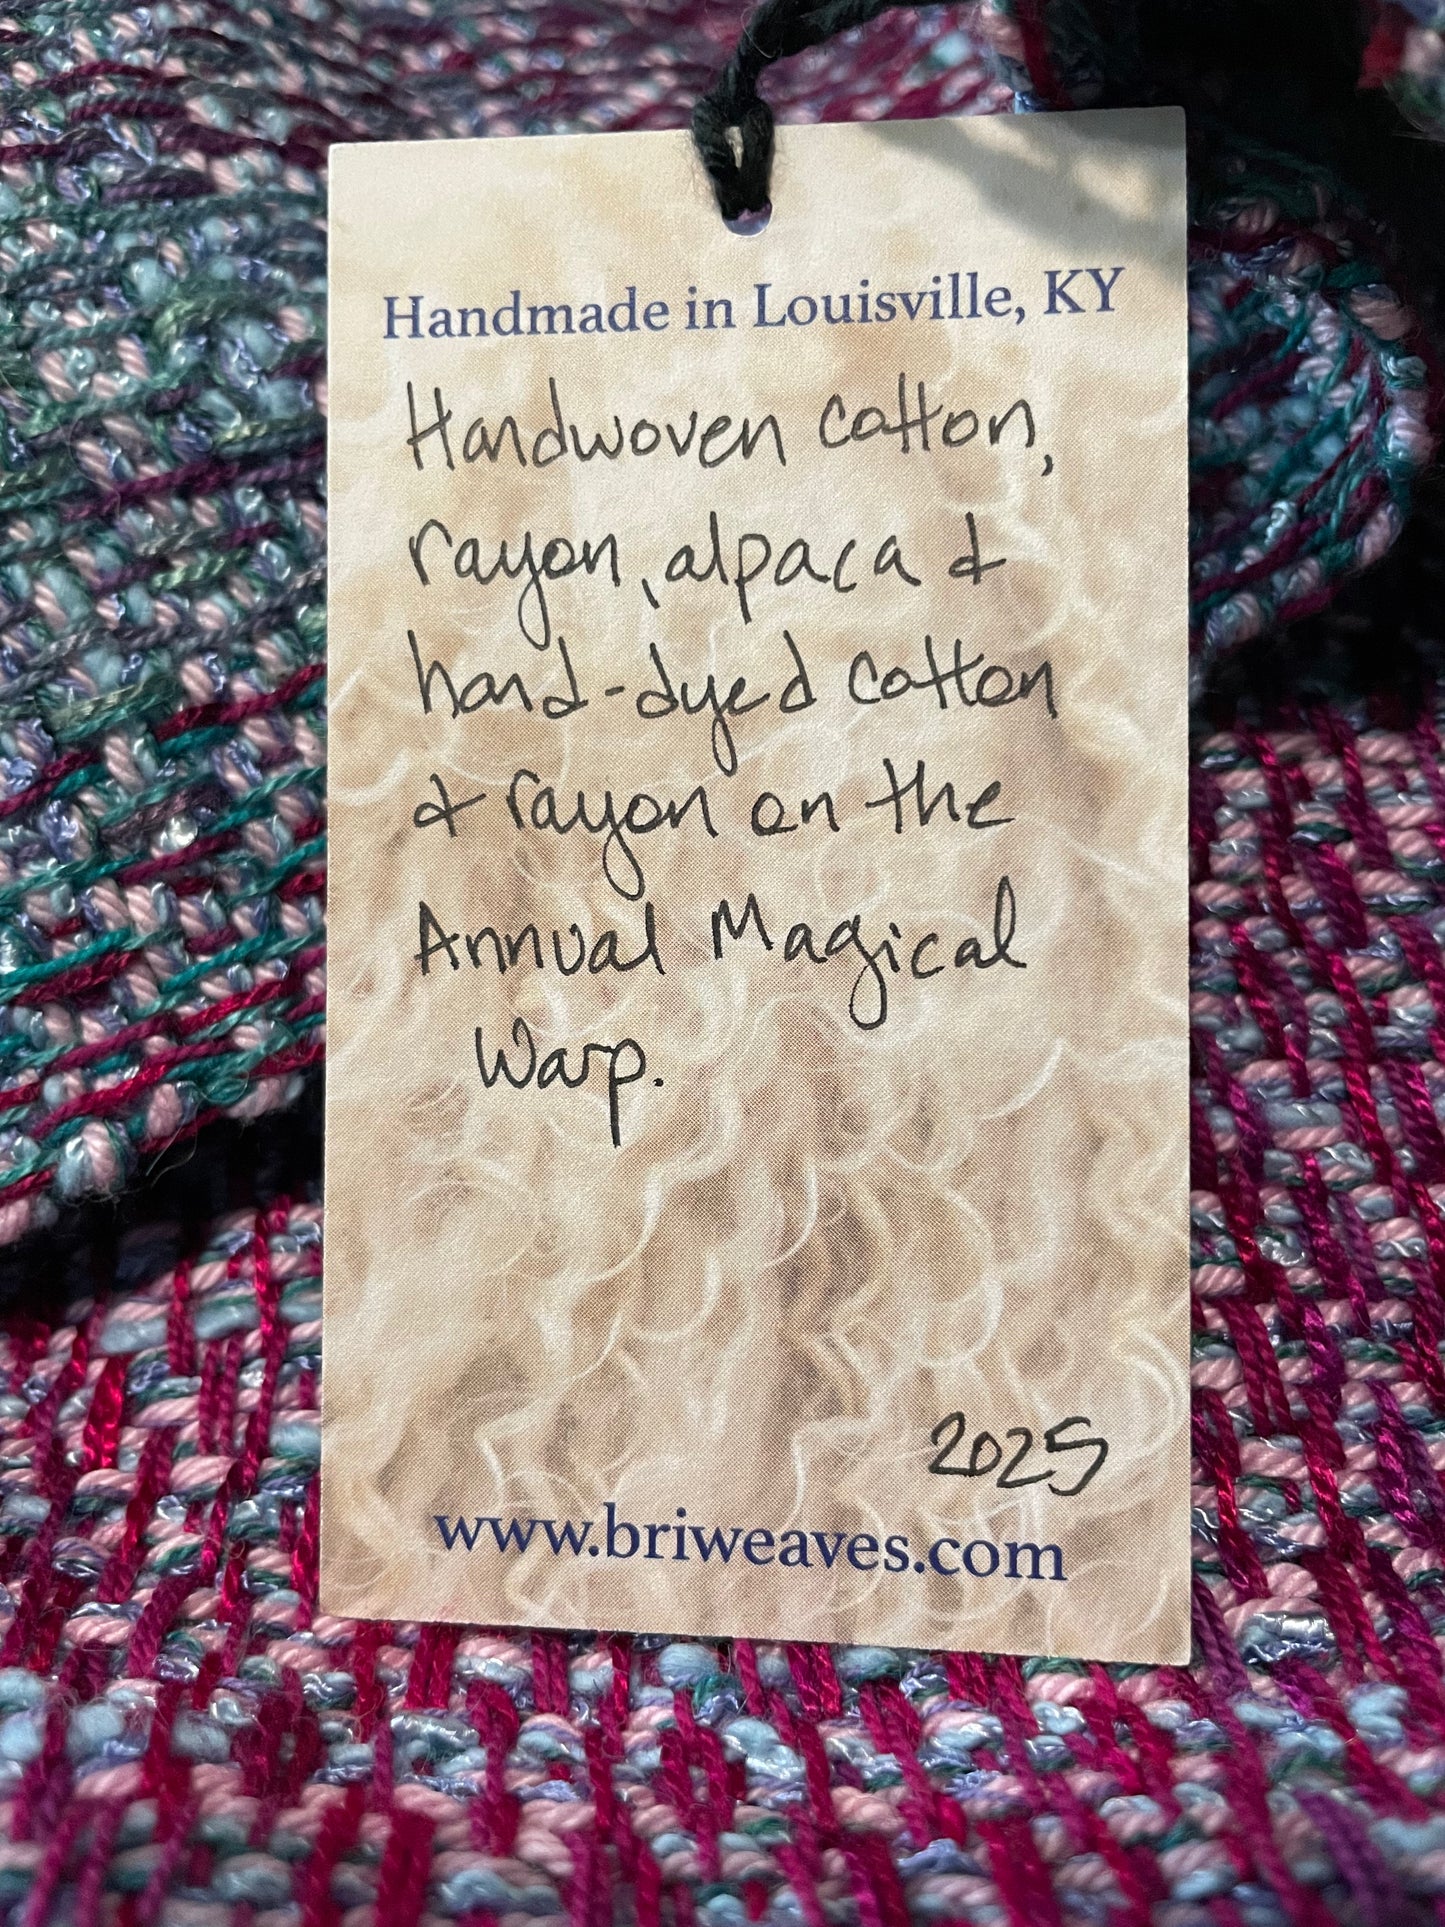 Handmade in Louisville, KY
Handwoven cotton,
rayon, alpaca &
hand-dyed cotton
& rayon on the
Annual Magical
Warp.
2025
www.briweaves.com